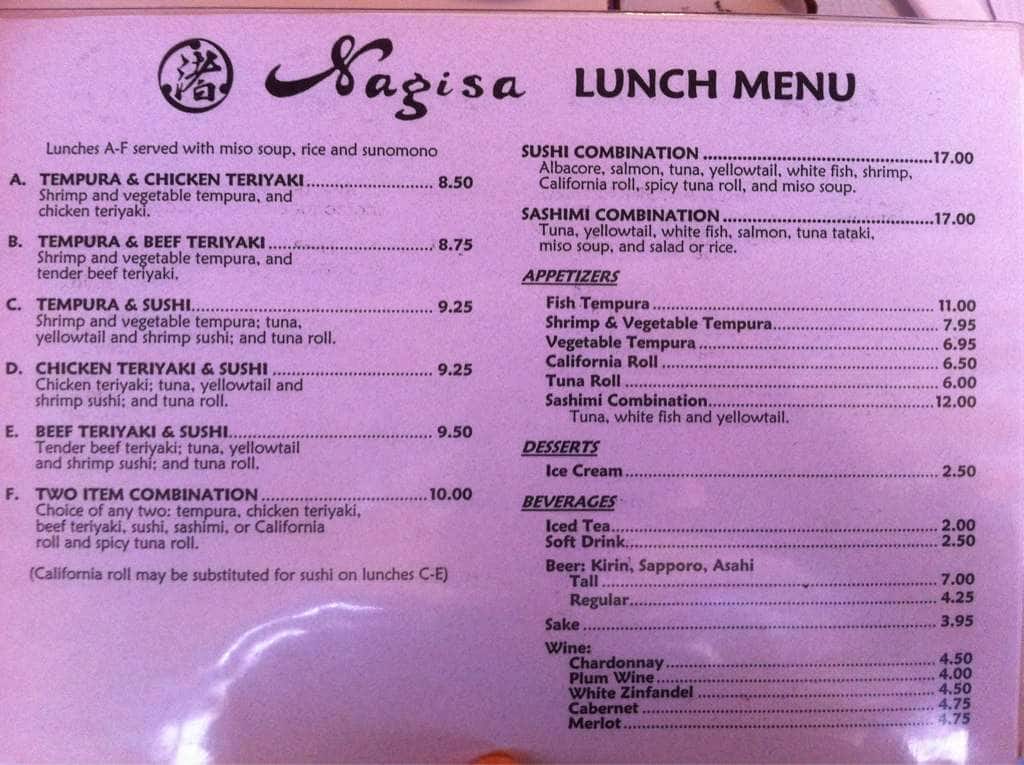 渚 Nagisa LUNCH MENU
Lunches A-F served with miso soup, rice and sunomono
A. TEMPURA & CHICKEN TERIYAKI 8.50
Shrimp and vegetable tempura, and
chicken teriyaki.
B. TEMPURA & BEEF TERIYAKI 8.75
Shrimp and vegetable tempura, and
tender beef teriyaki.
C. TEMPURA & SUSHI 9.25
Shrimp and vegetable tempura; tuna,
yellowtail and shrimp sushi; and tuna roll.
D. CHICKEN TERIYAKI & SUSHI 9.25
Chicken teriyaki; tuna, yellowtail and
shrimp sushi; and tuna roll.
E. BEEF TERIYAKI & SUSHI 9.50
Tender beef teriyaki; tuna, yellowtail
and shrimp sushi; and tuna roll.
F. TWO ITEM COMBINATION 10.00
Choice of any two: tempura, chicken teriyaki,
beef teriyaki, sushi, sashimi, or California
roll and spicy tuna roll.
(California roll may be substituted for sushi on lunches C-E)
SUSHI COMBINATION 17.00
Albacore, salmon, tuna, yellowtail, white fish, shrimp,
California roll, spicy tuna roll, and miso soup.
SASHIMI COMBINATION 17.00
Tuna, yellowtail, white fish, salmon, tuna tataki,
miso soup, and salad or rice.
APPETIZERS
Fish Tempura 11.00
Shrimp & Vegetable Tempura 7.95
Vegetable Tempura 6.95
California Roll 6.50
Tuna Roll 6.00
Sashimi Combination 12.00
Tuna, white fish and yellowtail.
DESSERTS
Ice Cream 2.50
BEVERAGES
Iced Tea 2.00
Soft Drink 2.50
Beer: Kirin, Sapporo, Asahi
Tall 7.00
Regular 4.25
Sake 3.95
Wine:
Chardonnay 4.50
Plum Wine 4.00
White Zinfandel 4.50
Cabernet 4.75
Merlot 4.75